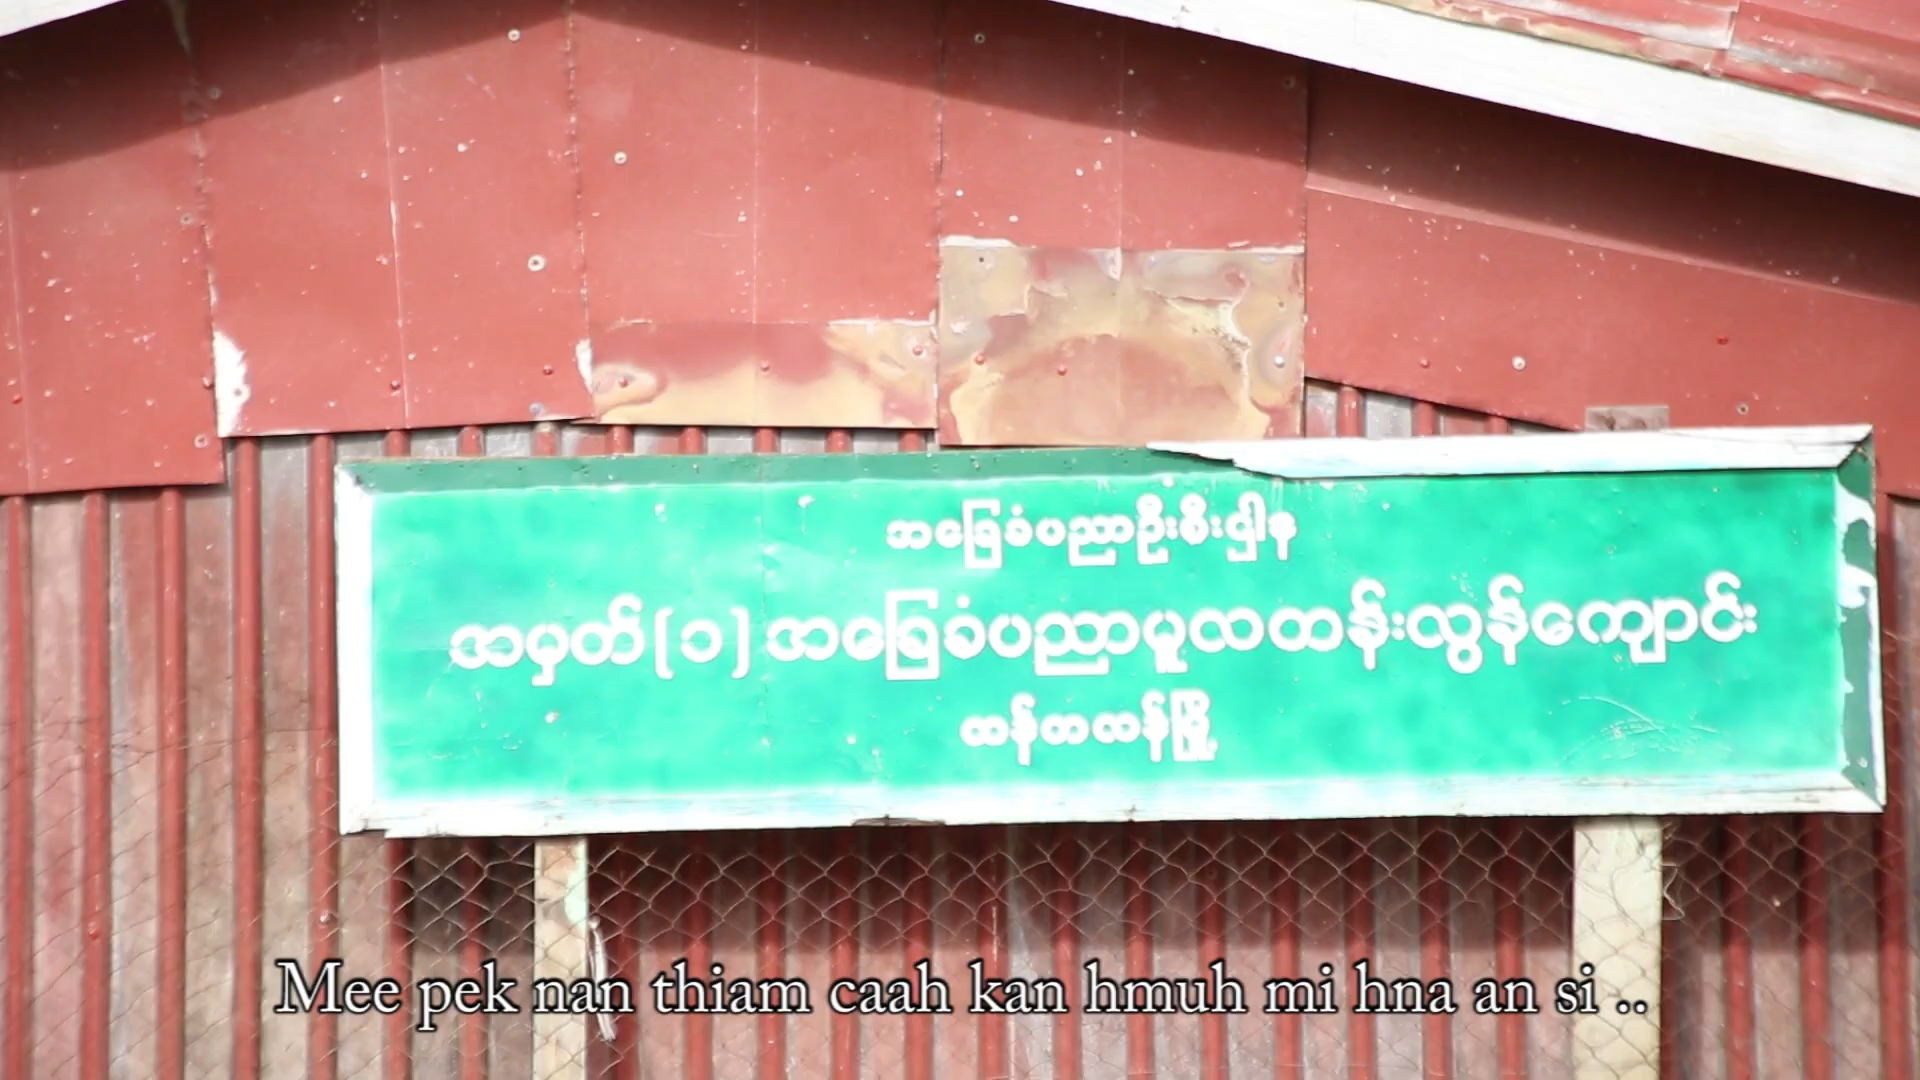 အခြေခံပညာဦးစီးဌါန
အမှတ်(၁)အခြေခံပညာမူလတန်းလွန်ကျောင်း
ထန်တလန်မြို့
Mee pek nan thiam caah kan hmuh mi hna an si ..